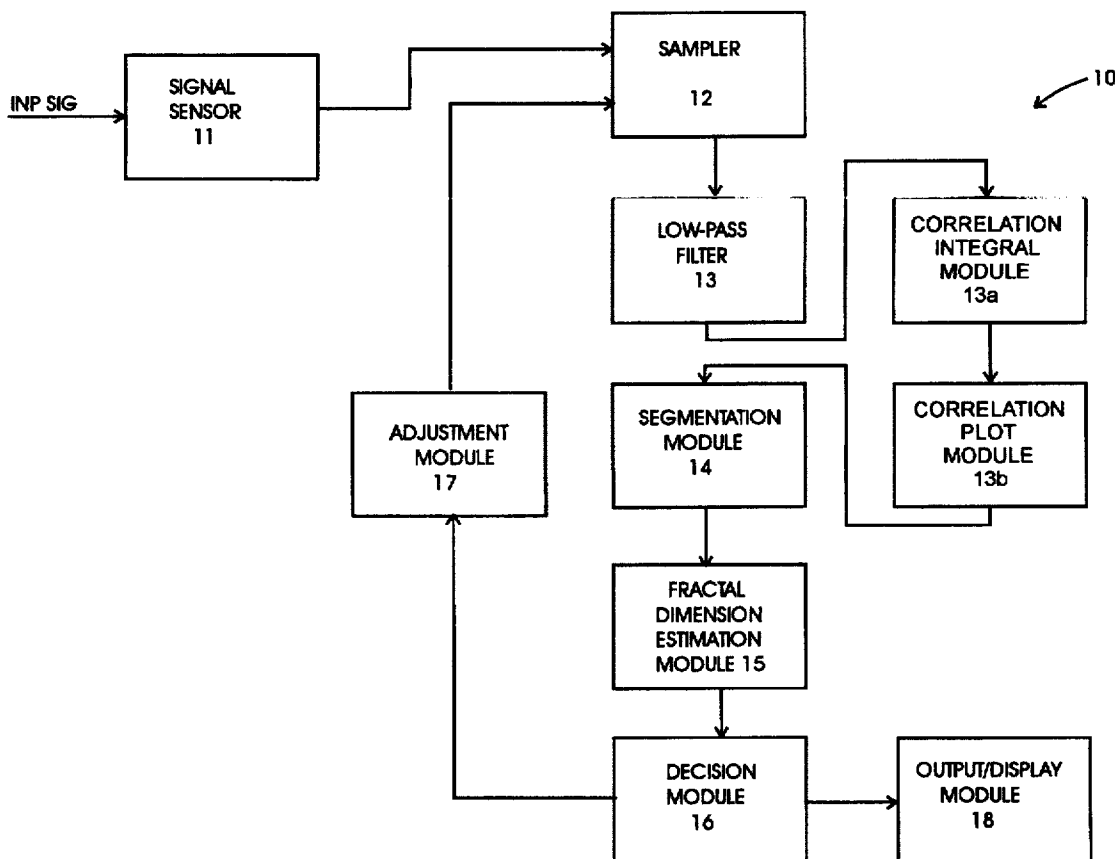 INP SIG
SIGNAL
SENSOR
11
SAMPLER
12
10
LOW-PASS
FILTER
13
CORRELATION
INTEGRAL
MODULE
13a
ADJUSTMENT
MODULE
17
SEGMENTATION
MODULE
14
CORRELATION
PLOT
MODULE
13b
FRACTAL
DIMENSION
ESTIMATION
MODULE 15
DECISION
MODULE
16
OUTPUT/DISPLAY
MODULE
18